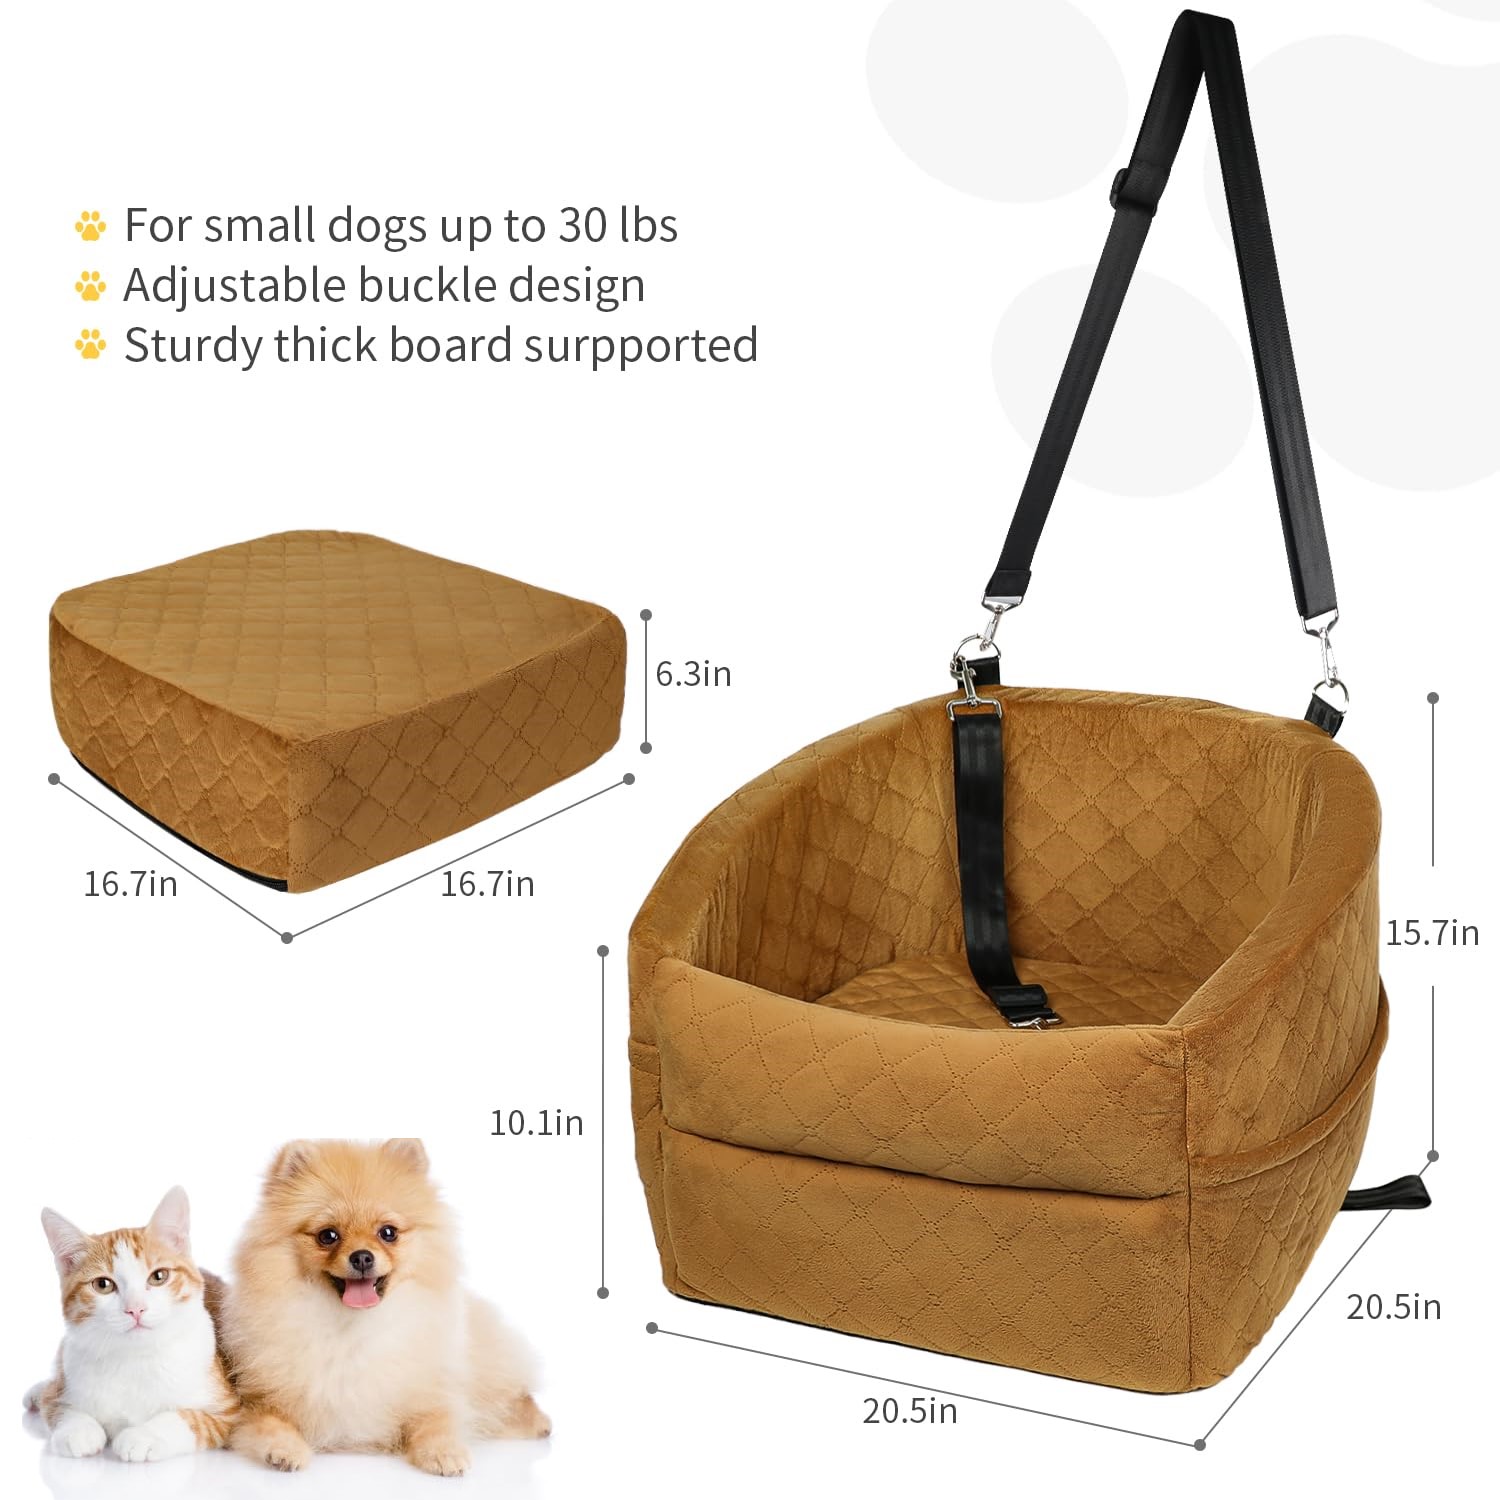 For small dogs up to 30 lbs
Adjustable buckle design
Sturdy thick board surpported
6.3in
16.7in
16.7in
15.7in
10.1in
20.5in
20.5in